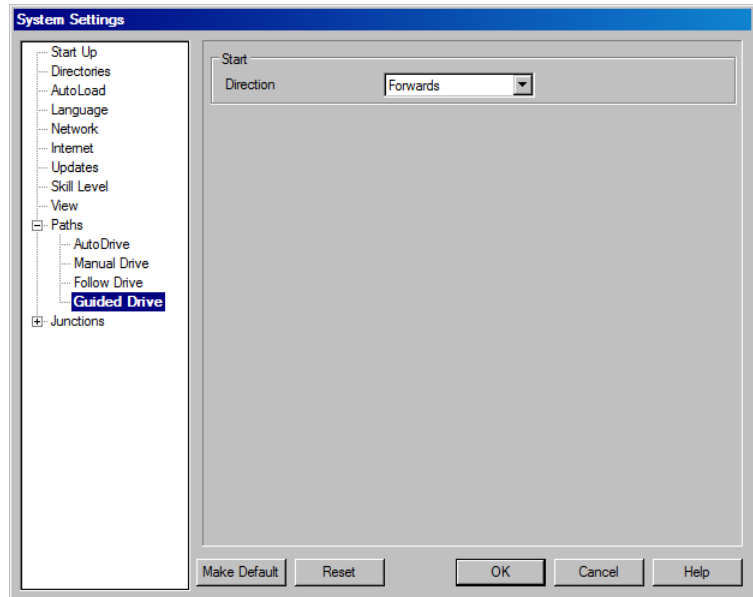 System Settings
Start Up
Directories
AutoLoad
Language
Network
Internet
Updates
Skill Level
View
Paths
AutoDrive
Manual Drive
Follow Drive
Guided Drive
Junctions
Start
Direction Forwards
Make Default Reset OK Cancel Help